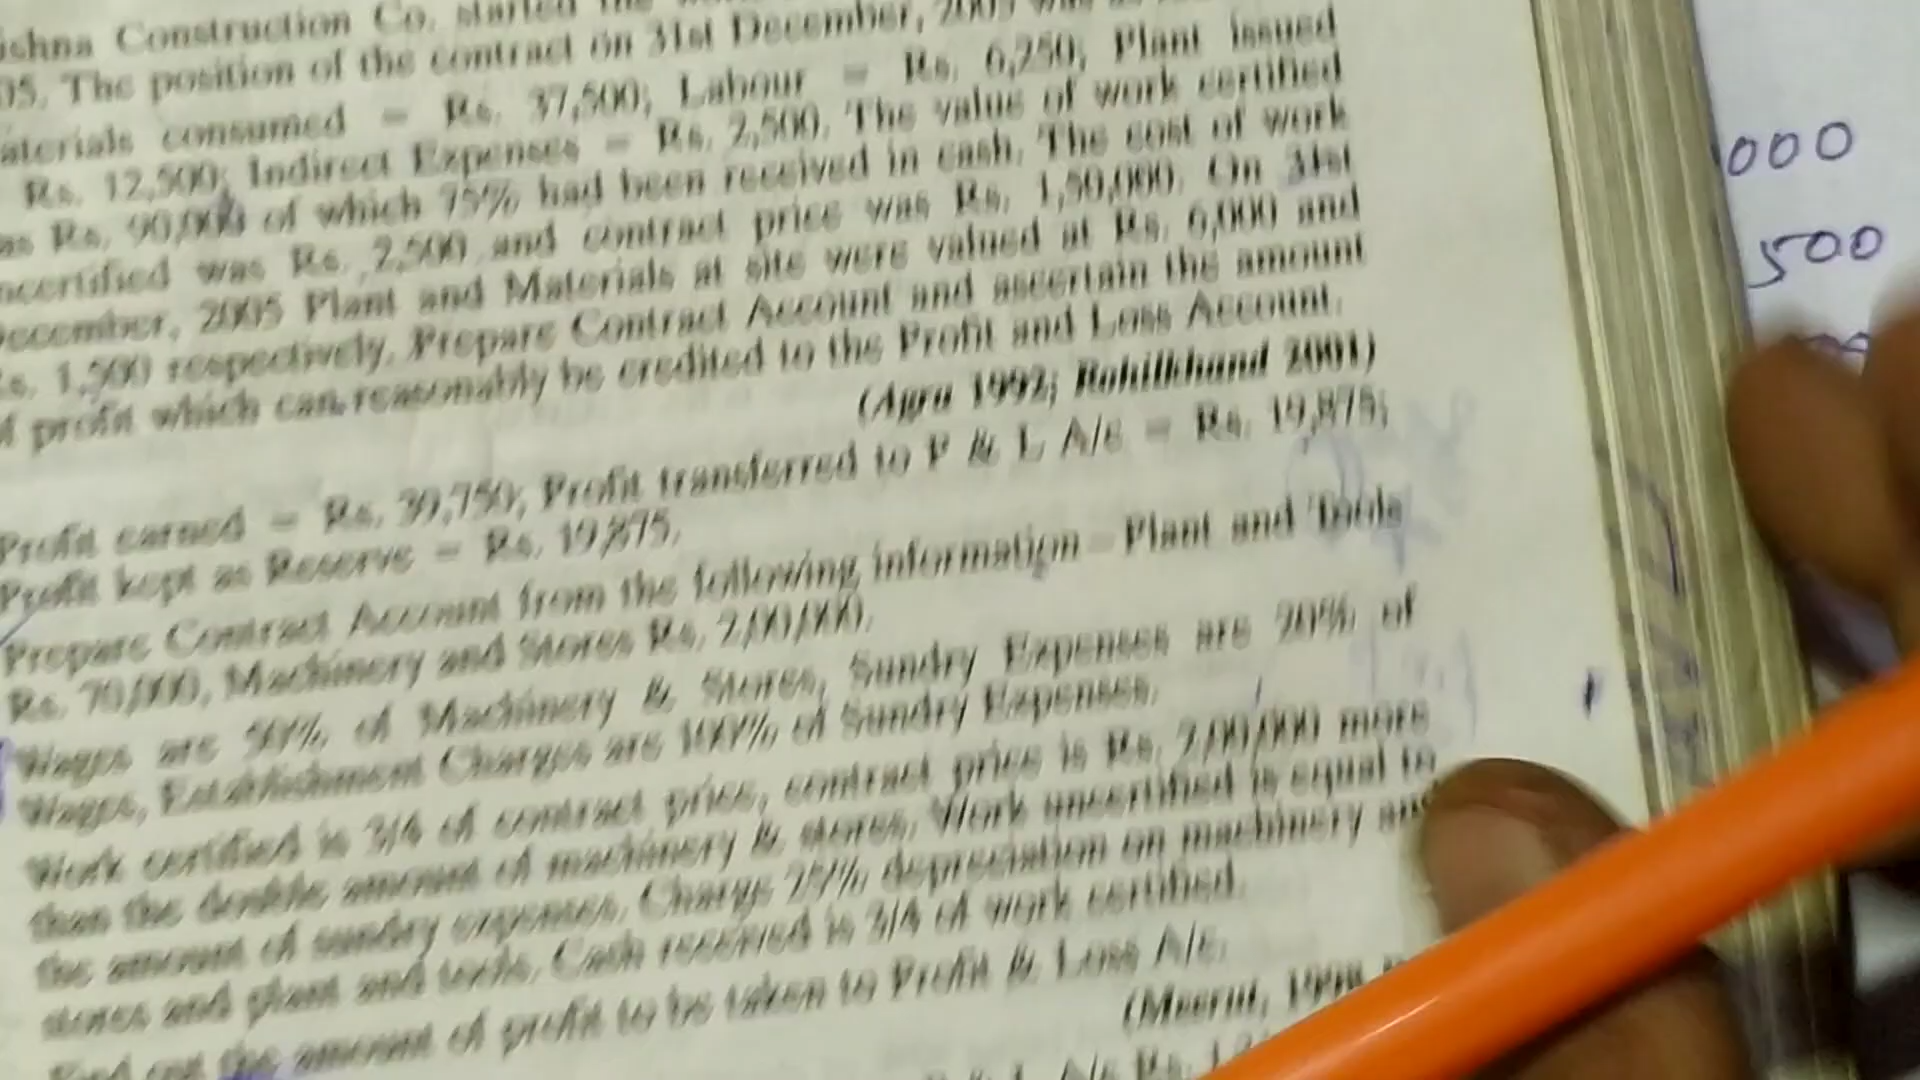 Construction Co. started the
05. The position of the contract on 31st December, 2005 was
aterials consumed = Rs. 37,500; Labour = Rs. 6,250; Plant issued
Rs. 12,500; Indirect Expenses = Rs. 2,500. The value of work certified
as Rs. 90,000 of which 75% had been received in cash. The cost of work
ncertified was Rs. 2,500 and contract price was Rs. 1,50,000. On 31st
ecember, 2005 Plant and Materials at site were valued at Rs. 6,000 and
s. 1,500 respectively. Prepare Contract Account and ascertain the amount
f profit which can reasonably be credited to the Profit and Loss Account.
(Agra 1992; Rohilkhand 2001)
Profit earned = Rs. 39,750; Profit transferred to P & L A/c = Rs. 19,875;
Profit kept as Reserve = Rs. 19,875.
Prepare Contract Account from the following information – Plant and Tools
Rs. 70,000, Machinery and Stores Rs. 2,00,000.
Wages are 50% of Machinery & Stores, Sundry Expenses are 20% of
Wages, Establishment Charges are 100% of Sundry Expenses.
Work certified is 3/4 of contract price, contract price is Rs. 2,00,000 more
than the double amount of machinery & stores. Work uncertified is equal to
the amount of sundry expenses. Charge 25% depreciation on machinery and
stores and plant and tools. Cash received is 3/4 of work certified.
Find out the amount of profit to be taken to Profit & Loss A/c.
(Meerut, 1998
& L A/c Rs.
000
500